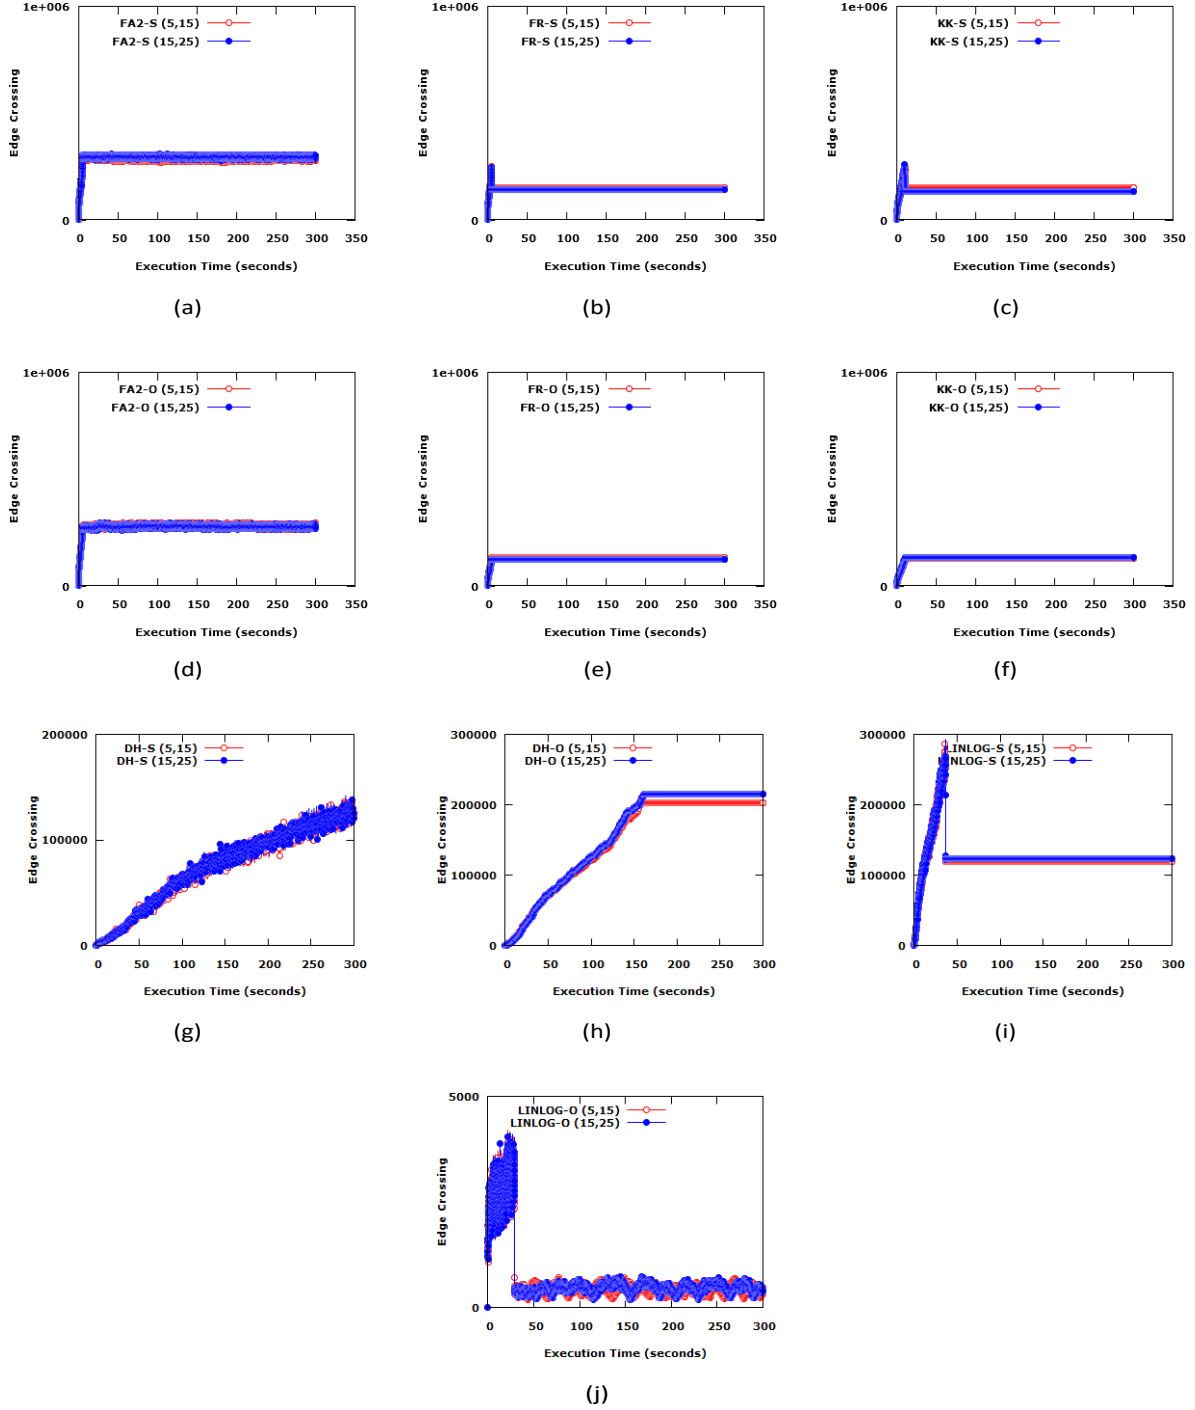 1e+006
FA2-S (5,15)
FA2-S (15,25)
Edge Crossing
0
0 50 100 150 200 250 300 350
Execution Time (seconds)
(a)
1e+006
FR-S (5,15)
FR-S (15,25)
Edge Crossing
0
0 50 100 150 200 250 300 350
Execution Time (seconds)
(b)
1e+006
KK-S (5,15)
KK-S (15,25)
Edge Crossing
0
0 50 100 150 200 250 300 350
Execution Time (seconds)
(c)
1e+006
FA2-O (5,15)
FA2-O (15,25)
Edge Crossing
0
0 50 100 150 200 250 300 350
Execution Time (seconds)
(d)
1e+006
FR-O (5,15)
FR-O (15,25)
Edge Crossing
0
0 50 100 150 200 250 300 350
Execution Time (seconds)
(e)
1e+006
KK-O (5,15)
KK-O (15,25)
Edge Crossing
0
0 50 100 150 200 250 300 350
Execution Time (seconds)
(f)
200000
DH-S (5,15)
DH-S (15,25)
Edge Crossing
100000
0
0 50 100 150 200 250 300
Execution Time (seconds)
(g)
300000
DH-O (5,15)
DH-O (15,25)
200000
Edge Crossing
100000
0
0 50 100 150 200 250 300
Execution Time (seconds)
(h)
300000
LINLOG-S (5,15)
LINLOG-S (15,25)
200000
Edge Crossing
100000
0
0 50 100 150 200 250 300
Execution Time (seconds)
(i)
5000
LINLOG-O (5,15)
LINLOG-O (15,25)
Edge Crossing
0
0 50 100 150 200 250 300
Execution Time (seconds)
(j)